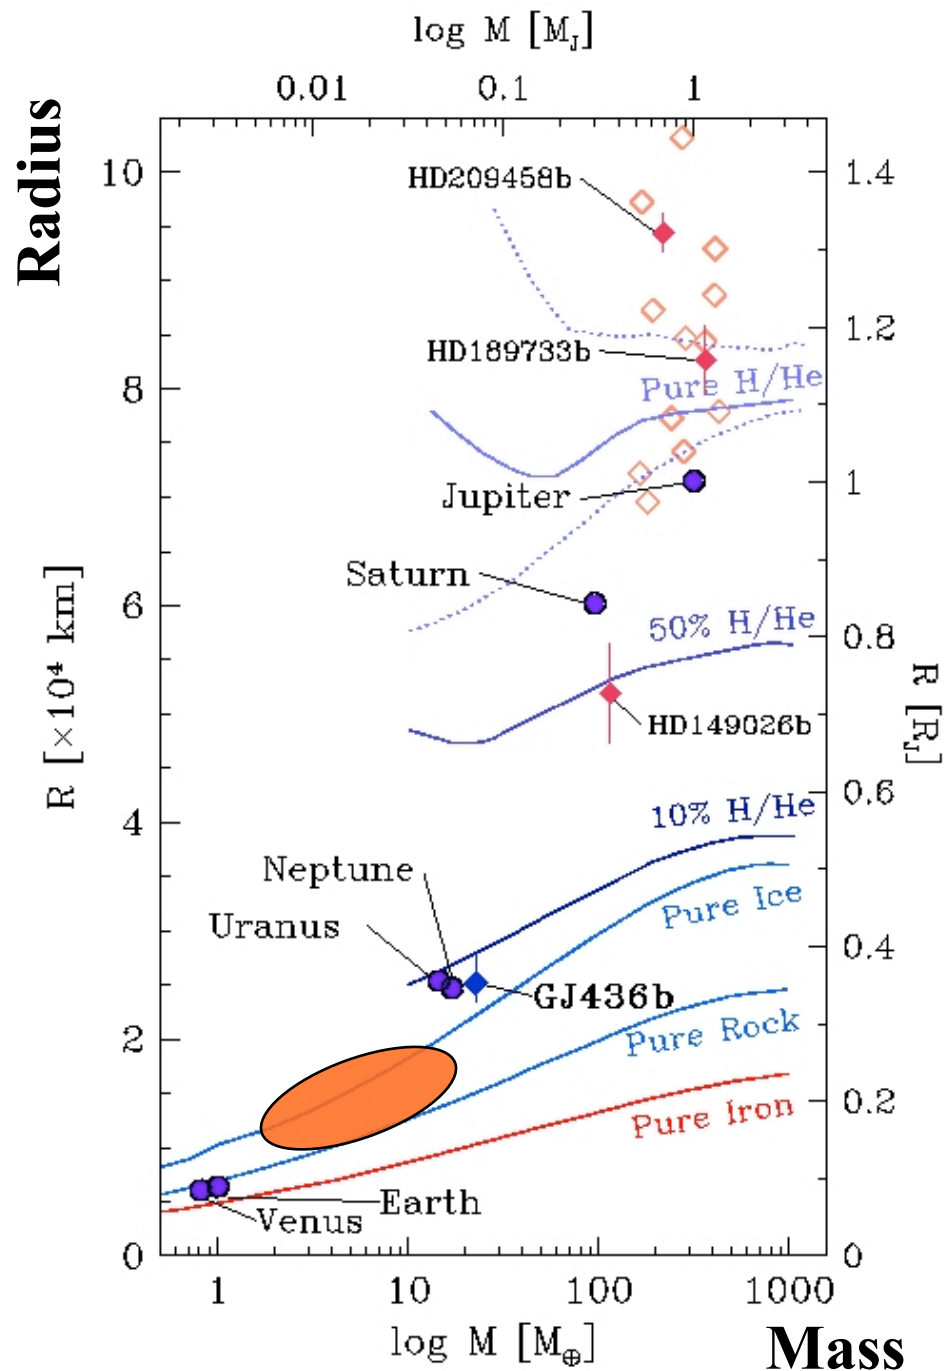 log M [M_J]
0.01 0.1 1
Radius
10
8
6
4
2
0
R [×10⁴ km]
1.4
1.2
1
0.8
0.6
0.4
0.2
0
R [R_J]
HD209458b
HD189733b
Pure H/He
Jupiter
Saturn
50% H/He
HD149026b
10% H/He
Neptune
Pure Ice
Uranus
GJ436b
Pure Rock
Pure Iron
Earth
Venus
1 10 100 1000
log M [M⊕]
Mass